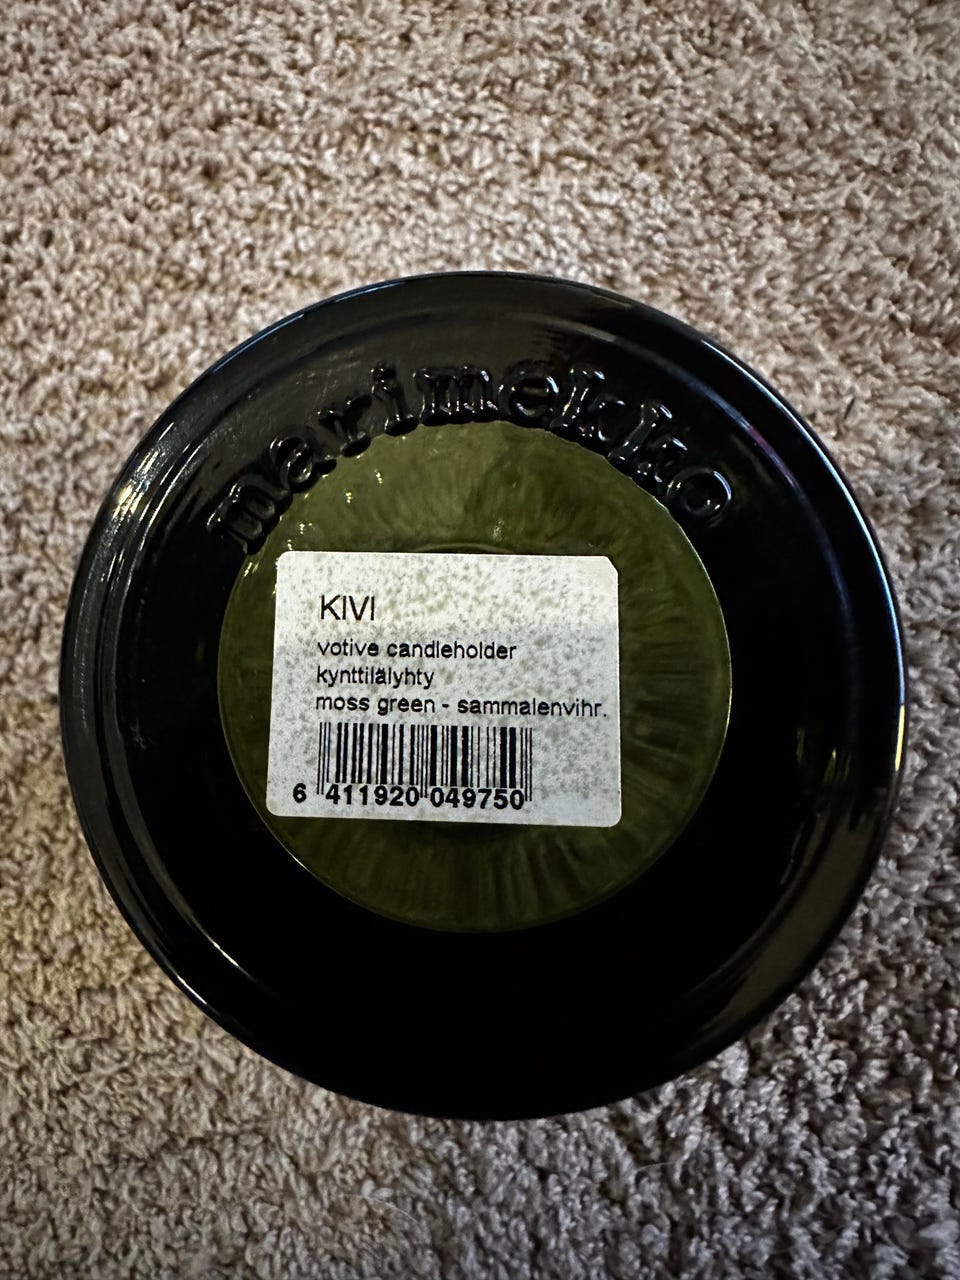 marimekko
KIVI
votive candleholder
kynttilälyhty
moss green - sammalenvihr.
6 411920 049750